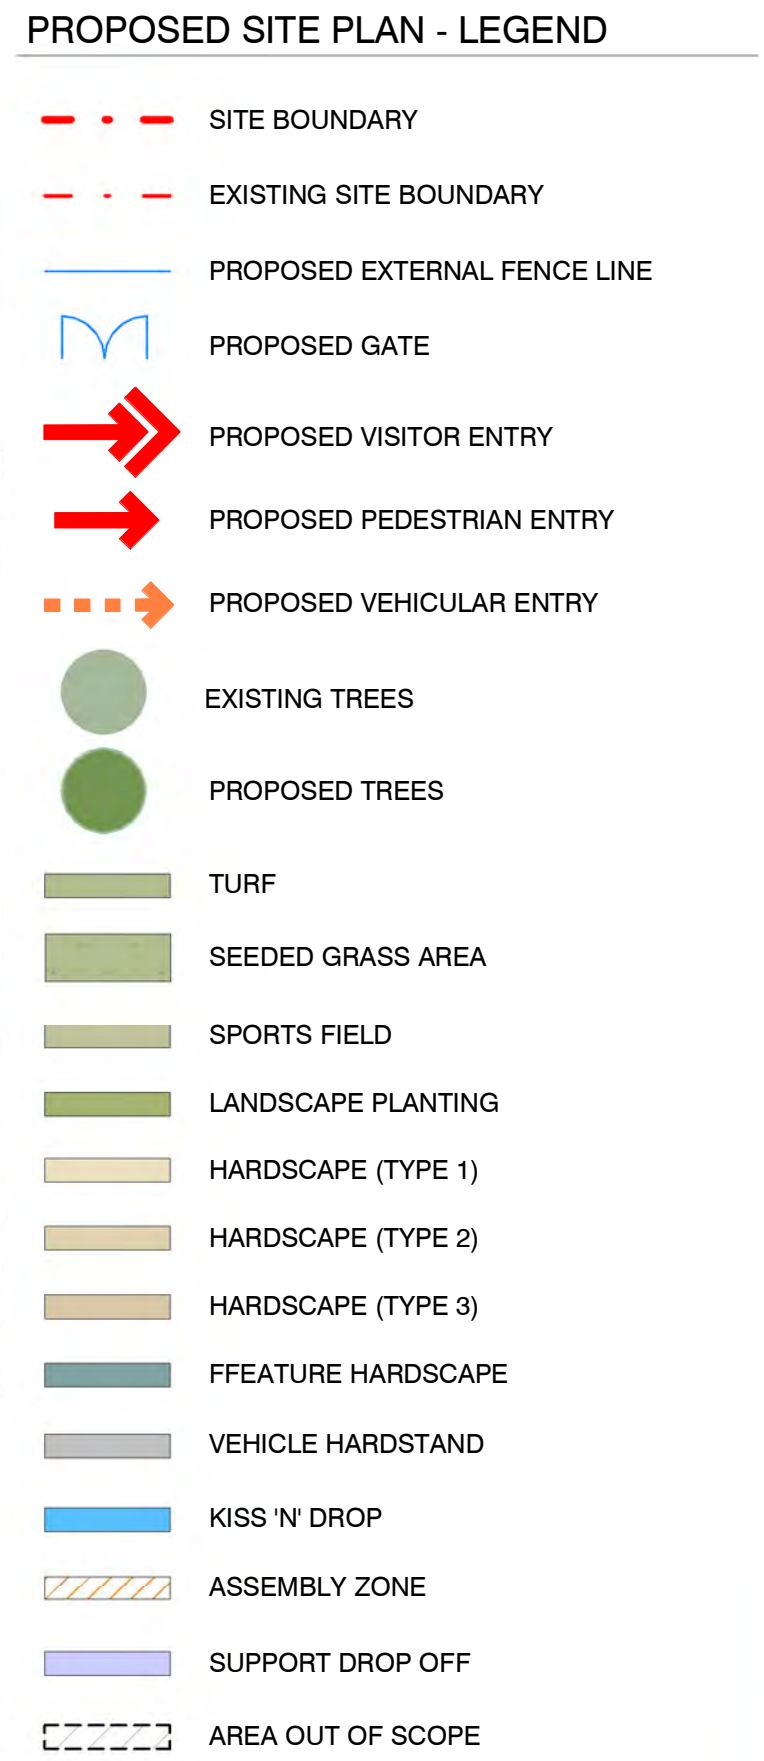 PROPOSED SITE PLAN - LEGEND
SITE BOUNDARY
EXISTING SITE BOUNDARY
PROPOSED EXTERNAL FENCE LINE
PROPOSED GATE
PROPOSED VISITOR ENTRY
PROPOSED PEDESTRIAN ENTRY
PROPOSED VEHICULAR ENTRY
EXISTING TREES
PROPOSED TREES
TURF
SEEDED GRASS AREA
SPORTS FIELD
LANDSCAPE PLANTING
HARDSCAPE (TYPE 1)
HARDSCAPE (TYPE 2)
HARDSCAPE (TYPE 3)
FFEATURE HARDSCAPE
VEHICLE HARDSTAND
KISS 'N' DROP
ASSEMBLY ZONE
SUPPORT DROP OFF
AREA OUT OF SCOPE